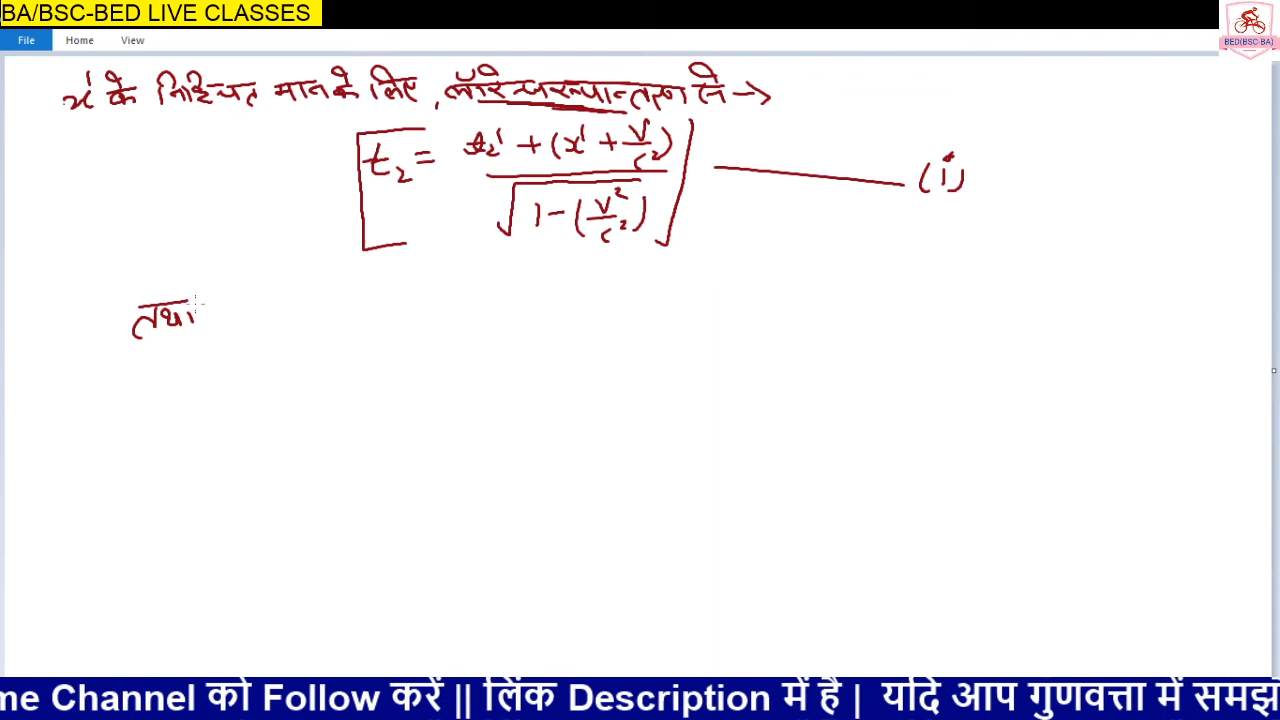 BA/BSC-BED LIVE CLASSES
File Home View
BED(BSC-BA)
x' के निश्चित मान के लिए, लॉरेन्ज रूपान्तरण से →
t₂ = t₂' + (x' + v/c²) / √1 - (v²/c²) (i)
तथा
me Channel को Follow करें || लिंक Description में है | यदि आप गुणवत्ता में समझ